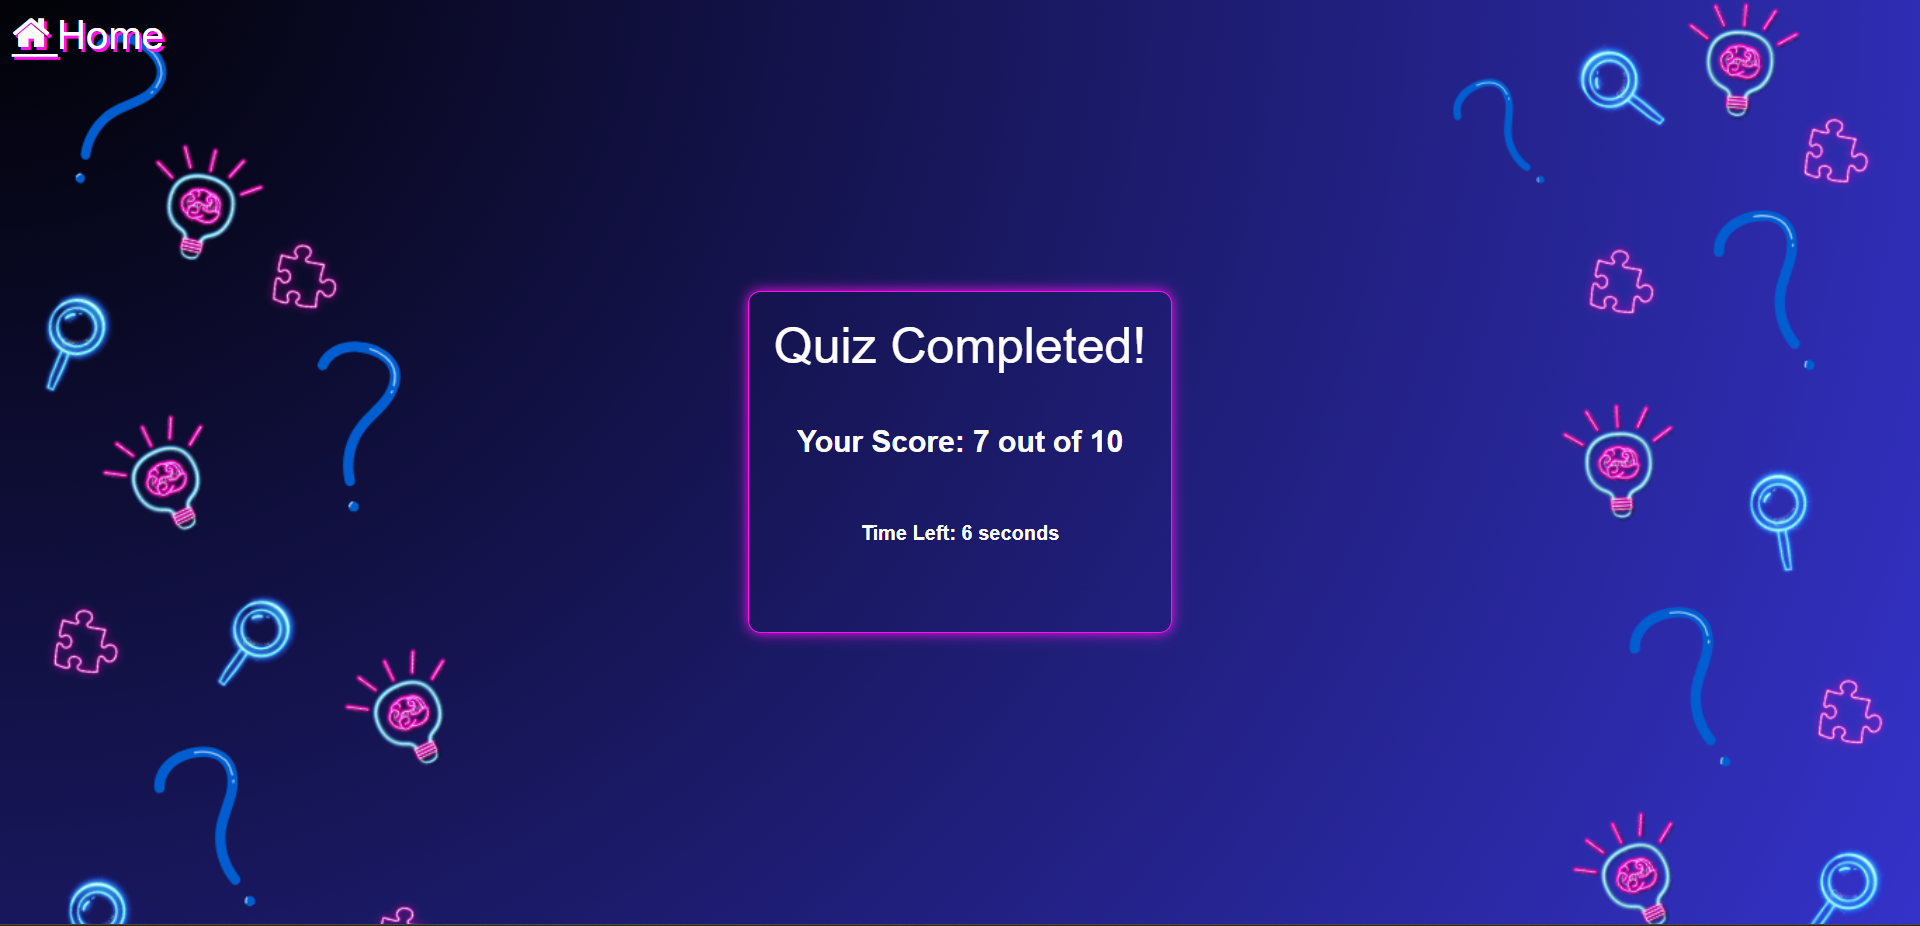 Home
Quiz Completed!
Your Score: 7 out of 10
Time Left: 6 seconds